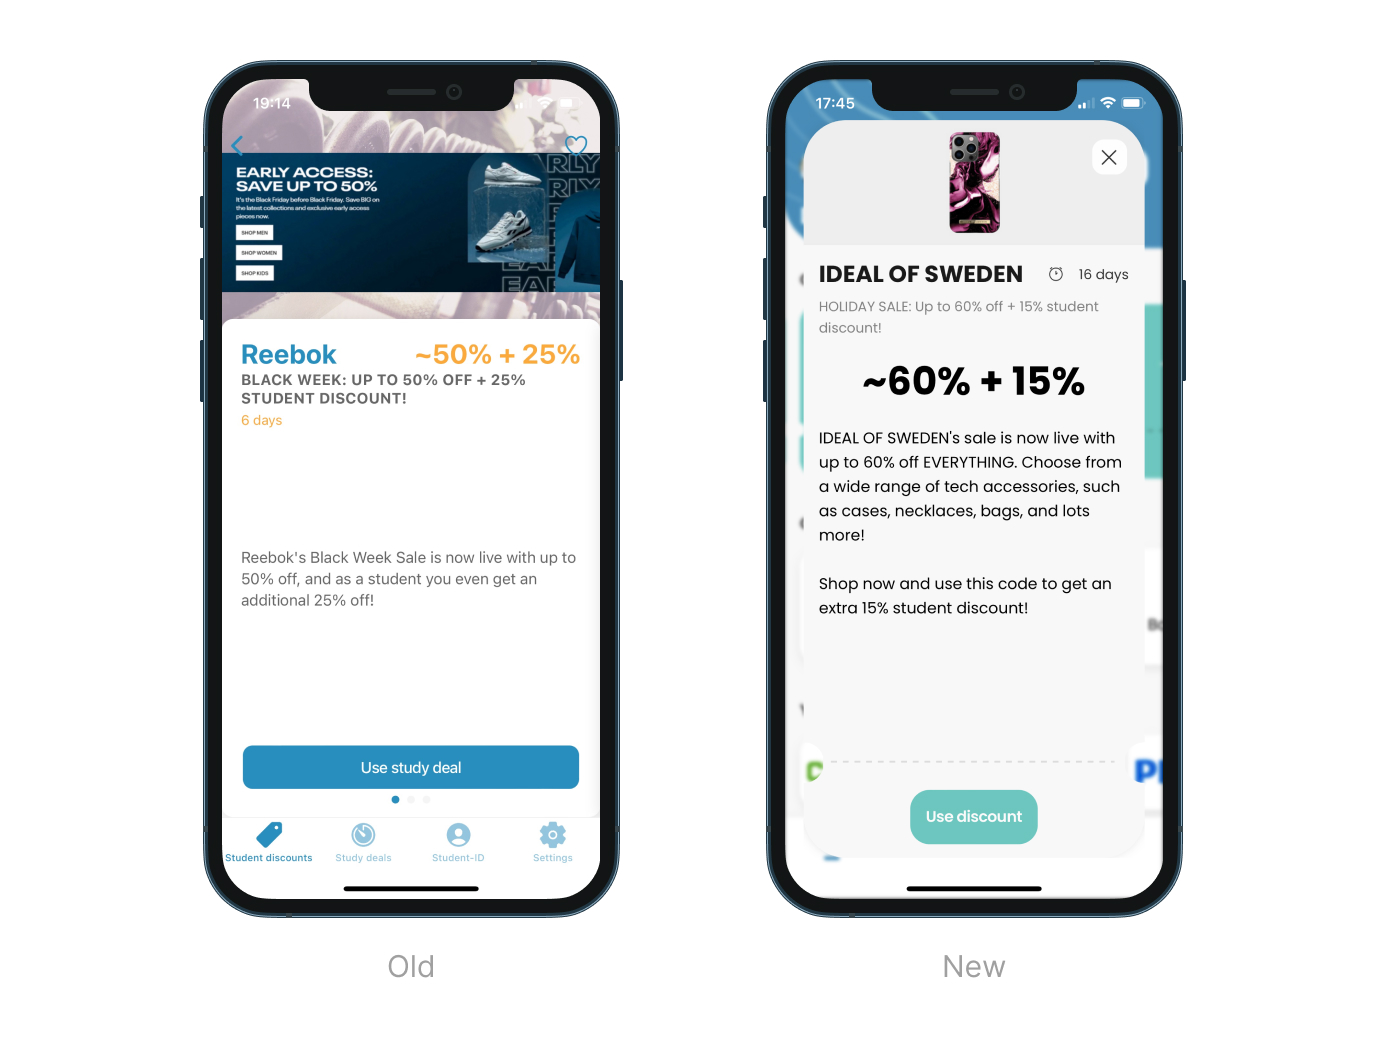 19:14
EARLY ACCESS:
SAVE UP TO 50%
It's the Black Friday before Black Friday. Save BIG on
the latest collections and exclusive early access
pieces now.
SHOP MEN
SHOP WOMEN
SHOP KIDS
Reebok
~50% + 25%
BLACK WEEK: UP TO 50% OFF + 25%
STUDENT DISCOUNT!
6 days
Reebok's Black Week Sale is now live with up to
50% off, and as a student you even get an
additional 25% off!
Use study deal
Student discounts
Study deals
Student-ID
Settings
Old
17:45
IDEAL OF SWEDEN
16 days
HOLIDAY SALE: Up to 60% off + 15% student
discount!
~60% + 15%
IDEAL OF SWEDEN's sale is now live with
up to 60% off EVERYTHING. Choose from
a wide range of tech accessories, such
as cases, necklaces, bags, and lots
more!
Shop now and use this code to get an
extra 15% student discount!
Use discount
New